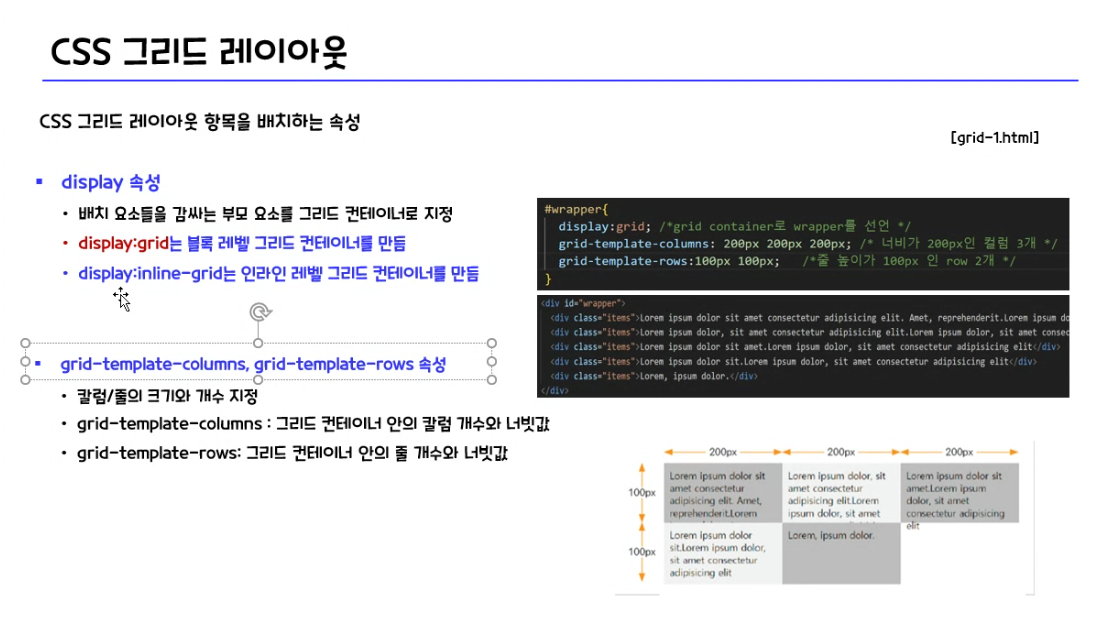 CSS 그리드 레이아웃
CSS 그리드 레이아웃 항목을 배치하는 속성
[grid-1.html]
▪ display 속성
• 배치 요소들을 감싸는 부모 요소를 그리드 컨테이너로 지정
• display:grid는 블록 레벨 그리드 컨테이너를 만듬
• display:inline-grid는 인라인 레벨 그리드 컨테이너를 만듬
▪ grid-template-columns, grid-template-rows 속성
• 칼럼/줄의 크기와 개수 지정
• grid-template-columns : 그리드 컨테이너 안의 칼럼 개수와 너빗값
• grid-template-rows: 그리드 컨테이너 안의 줄 개수와 너빗값
#wrapper{
display:grid; /*grid container로 wrapper를 선언 */
grid-template-columns: 200px 200px 200px; /* 너비가 200px인 컬럼 3개 */
grid-template-rows:100px 100px; /*줄 높이가 100px 인 row 2개 */
}
<div id="wrapper">
<div class="items">Lorem ipsum dolor sit amet consectetur adipisicing elit. Amet, reprehenderit.Lorem ipsum do
<div class="items">Lorem ipsum dolor, sit amet consectetur adipisicing elit.Lorem ipsum dolor, sit amet consec
<div class="items">Lorem ipsum dolor sit amet.Lorem ipsum dolor, sit amet consectetur adipisicing elit</div>
<div class="items">Lorem ipsum dolor sit.Lorem ipsum dolor, sit amet consectetur adipisicing elit</div>
<div class="items">Lorem, ipsum dolor.</div>
</div>
200px 200px 200px
100px
Lorem ipsum dolor sit
amet consectetur
adipisicing elit. Amet,
reprehenderit.Lorem
Lorem ipsum dolor, sit
amet consectetur
adipisicing elit.Lorem
ipsum dolor, sit amet
Lorem ipsum dolor sit
amet.Lorem ipsum
dolor, sit amet
consectetur adipisicing
elit
100px
Lorem ipsum dolor
sit.Lorem ipsum dolor,
sit amet consectetur
adipisicing elit
Lorem, ipsum dolor.